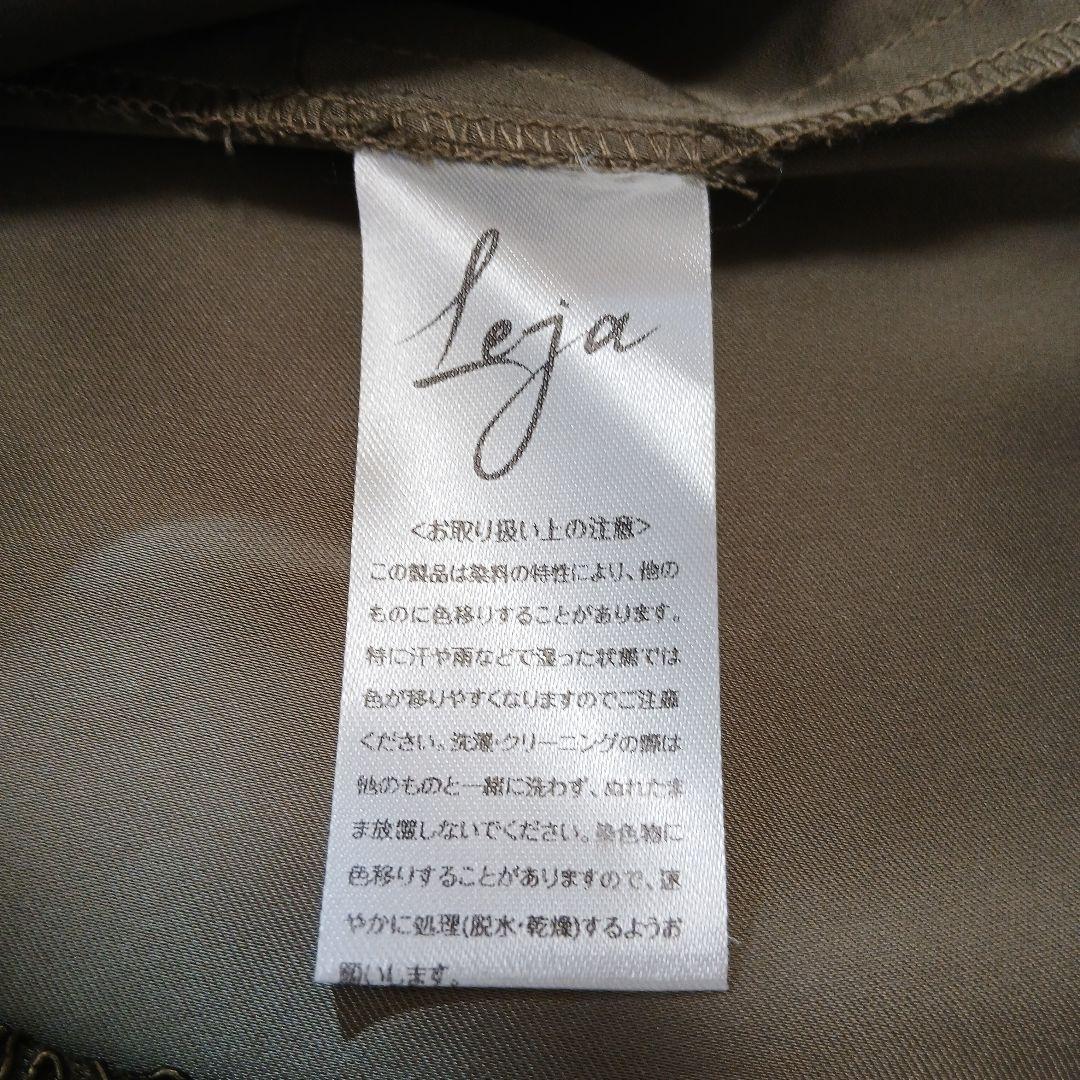 leja
<お取り扱い上の注意>
この製品は染料の特性により、他の
ものに色移りすることがあります。
特に汗や雨などで湿った状態では
色が移りやすくなりますのでご注意
ください。洗濯・クリーニングの際は
他のものと一緒に洗わず、ぬれたま
ま放置しないでください。染色物に
色移りすることがありますので、速
やかに処理(脱水・乾燥)するようお
願いします。